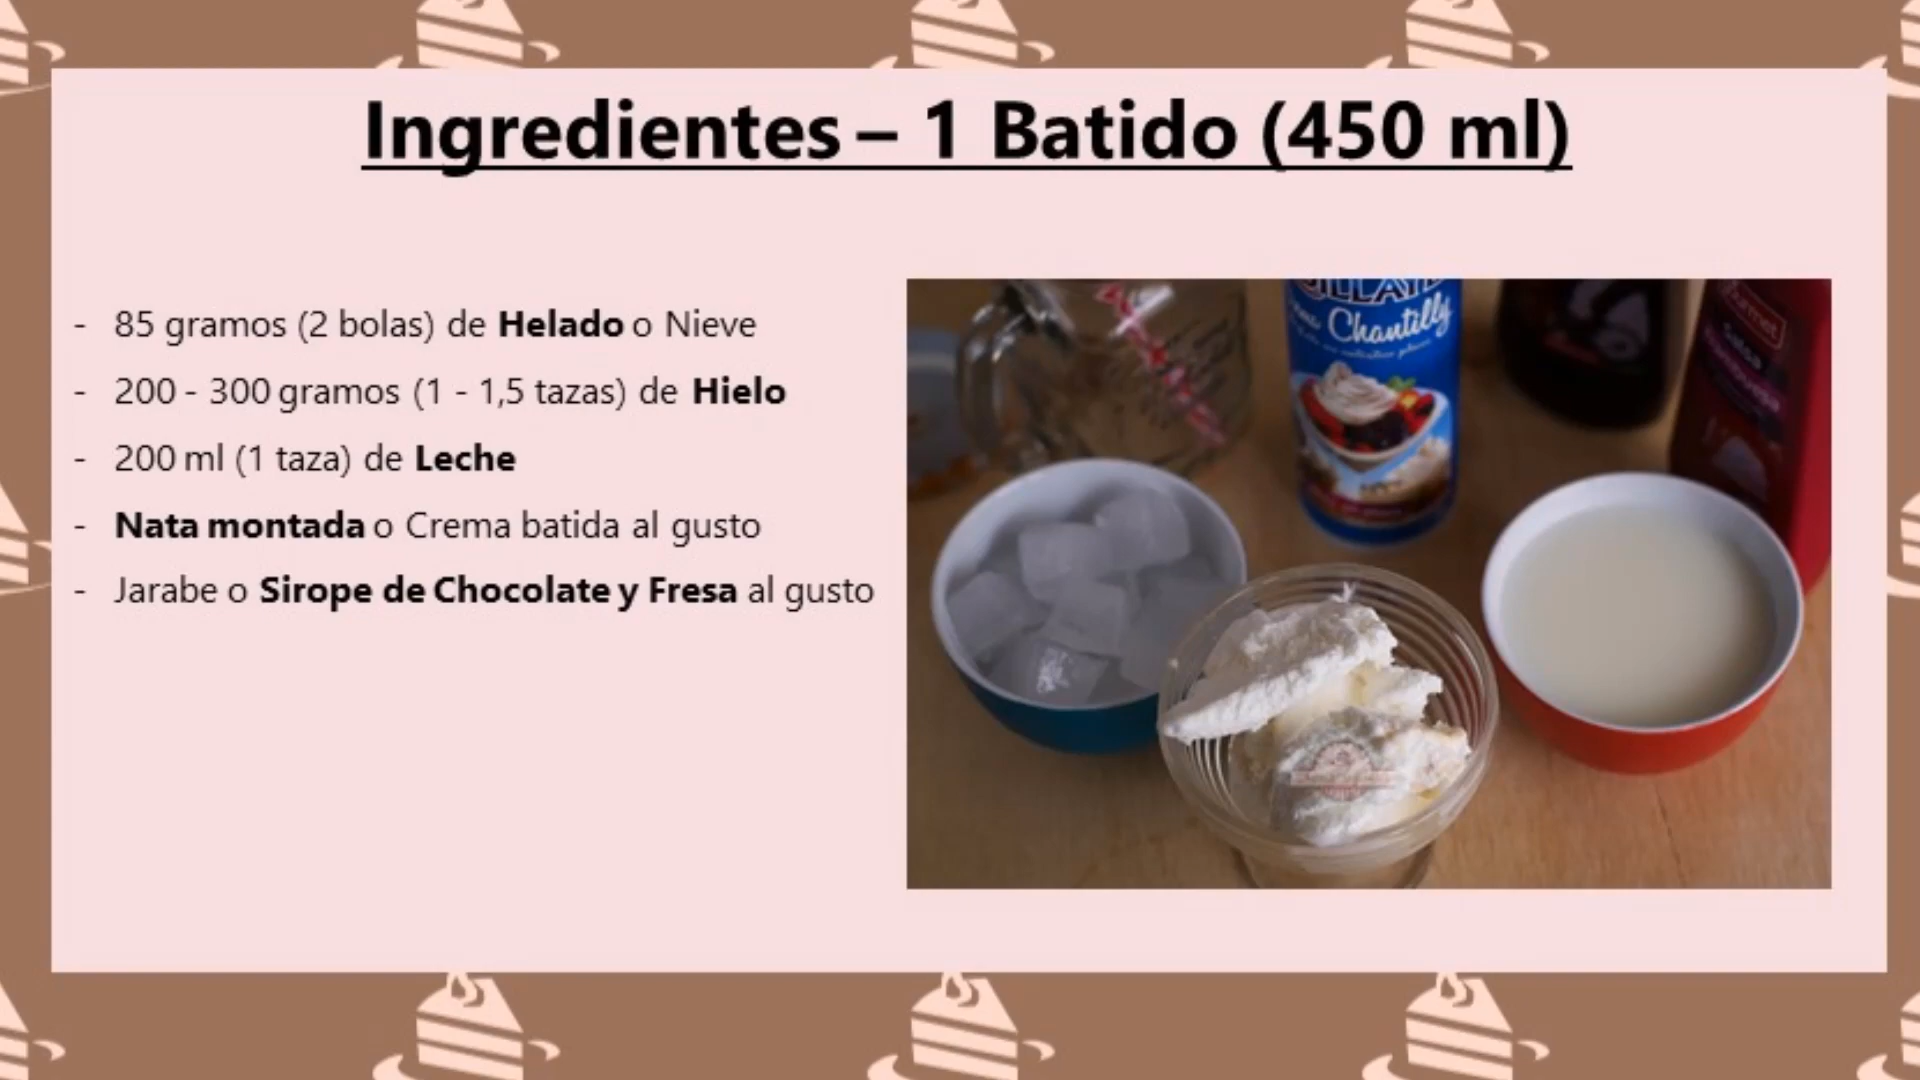 Ingredientes – 1 Batido (450 ml)
- 85 gramos (2 bolas) de Helado o Nieve
- 200 - 300 gramos (1 - 1,5 tazas) de Hielo
- 200 ml (1 taza) de Leche
- Nata montada o Crema batida al gusto
- Jarabe o Sirope de Chocolate y Fresa al gusto
Chantilly
Salsa